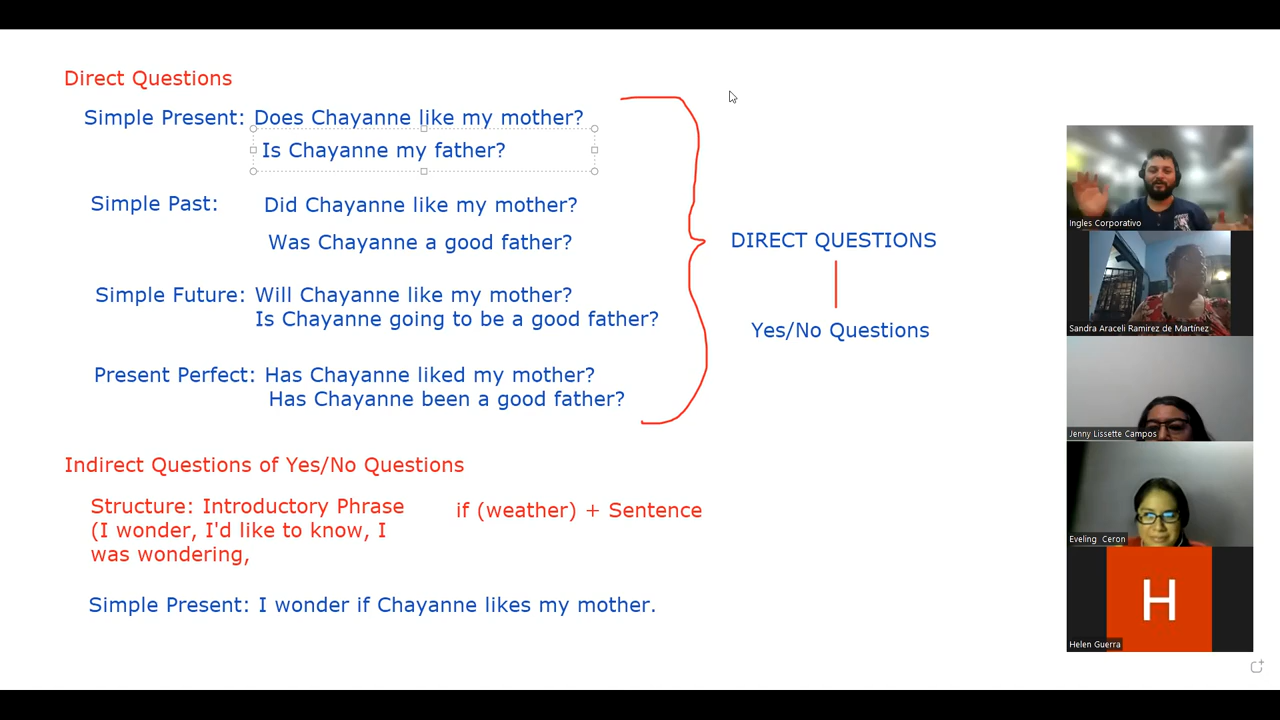 Direct Questions
Simple Present: Does Chayanne like my mother?
Is Chayanne my father?
Simple Past: Did Chayanne like my mother?
Was Chayanne a good father?
Simple Future: Will Chayanne like my mother?
Is Chayanne going to be a good father?
Present Perfect: Has Chayanne liked my mother?
Has Chayanne been a good father?
DIRECT QUESTIONS
Yes/No Questions
Indirect Questions of Yes/No Questions
Structure: Introductory Phrase
(I wonder, I'd like to know, I
was wondering,
if (weather) + Sentence
Simple Present: I wonder if Chayanne likes my mother.
Ingles Corporativo
Sandra Araceli Ramirez de Martínez
Jenny Lissette Campos
Eveling Ceron
H
Helen Guerra